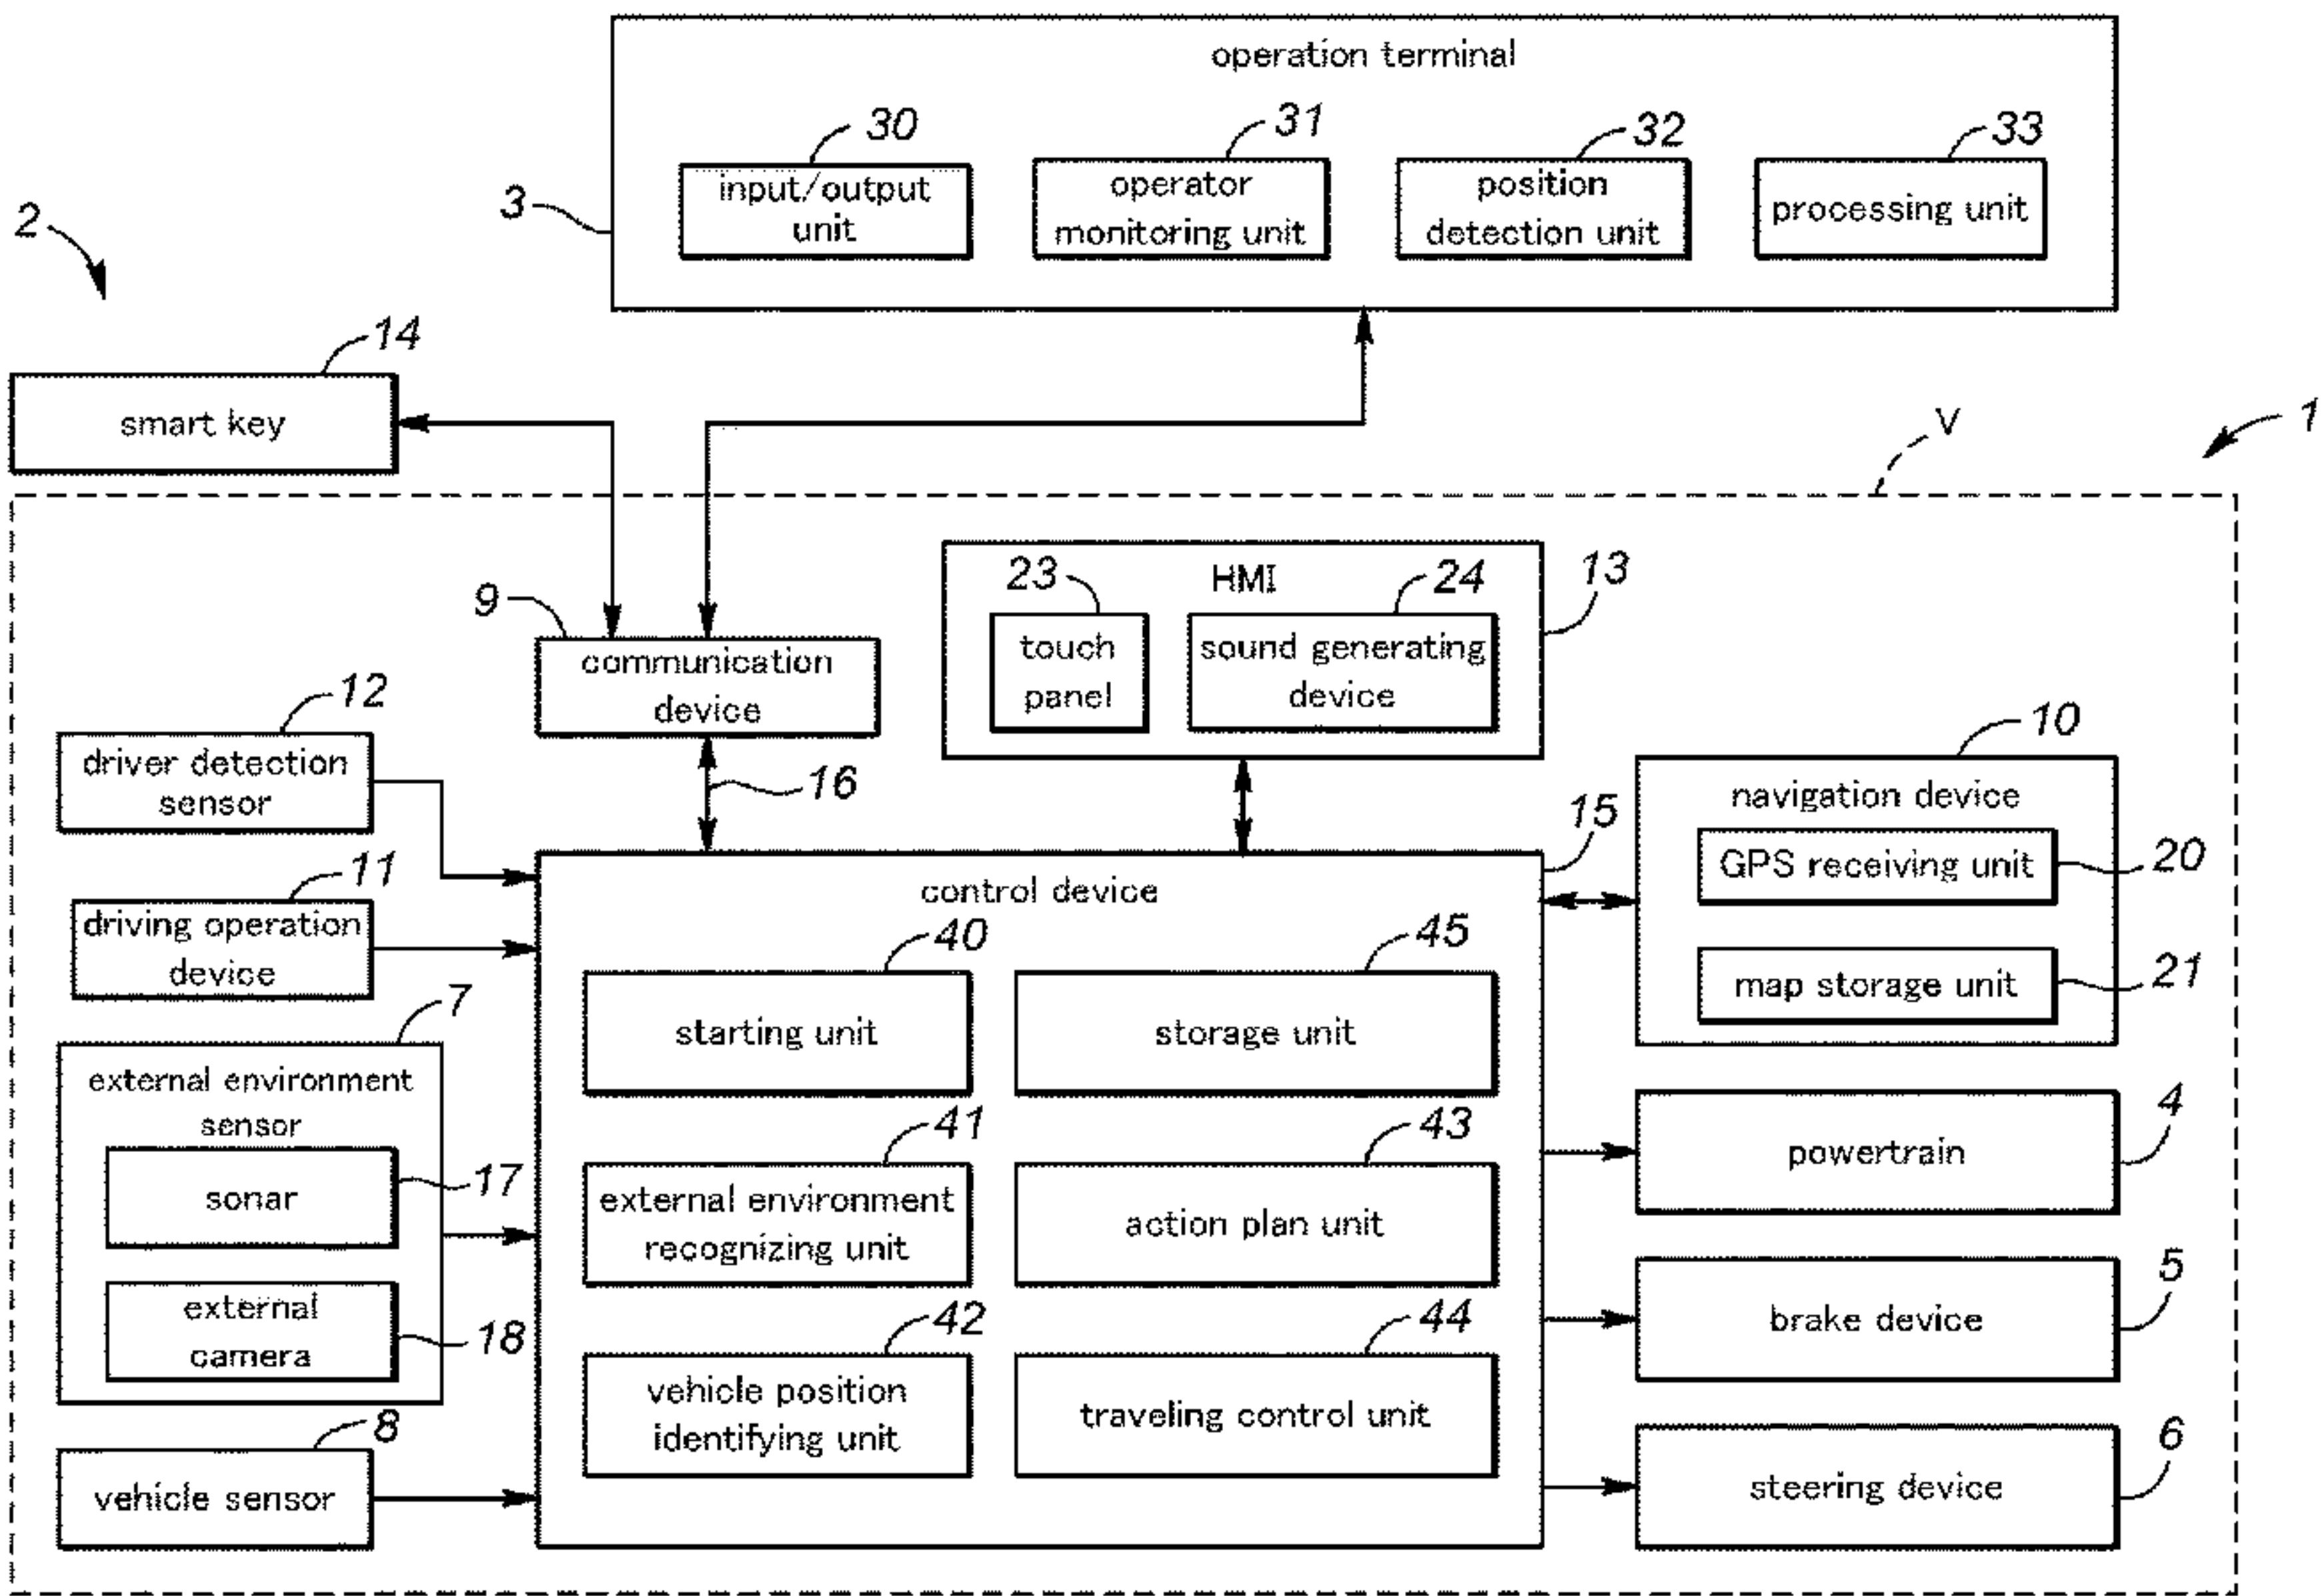 operation terminal
30
31
32
33
3
input/output
unit
operator
monitoring unit
position
detection unit
processing unit
2
14
smart key
V
1
9
communication
device
HMI
23
24
13
touch
panel
sound generating
device
12
driver detection
sensor
16
10
navigation device
GPS receiving unit
20
map storage unit
21
11
driving operation
device
15
control device
40
45
starting unit
storage unit
7
external environment
sensor
sonar
17
external
camera
18
41
43
external environment
recognizing unit
action plan unit
42
44
vehicle position
identifying unit
traveling control unit
4
powertrain
5
brake device
6
steering device
8
vehicle sensor